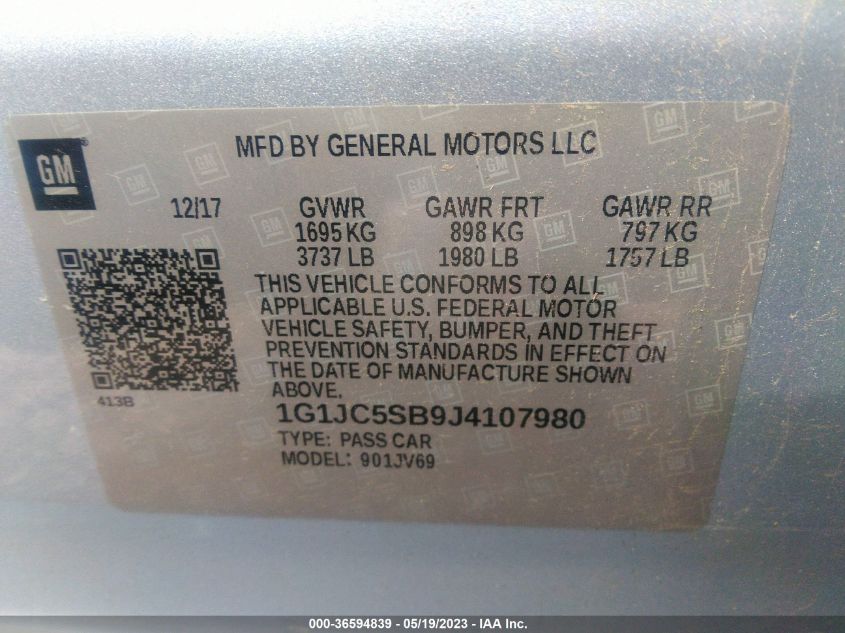 GM
MFD BY GENERAL MOTORS LLC
12/17 GVWR GAWR FRT GAWR RR
1695 KG 898 KG 797 KG
3737 LB 1980 LB 1757 LB
THIS VEHICLE CONFORMS TO ALL
APPLICABLE U.S. FEDERAL MOTOR
VEHICLE SAFETY, BUMPER, AND THEFT
PREVENTION STANDARDS IN EFFECT ON
THE DATE OF MANUFACTURE SHOWN
ABOVE.
413B
1G1JC5SB9J4107980
TYPE: PASS CAR
MODEL: 901JV69
000-36594839 - 05/19/2023 - IAA Inc.